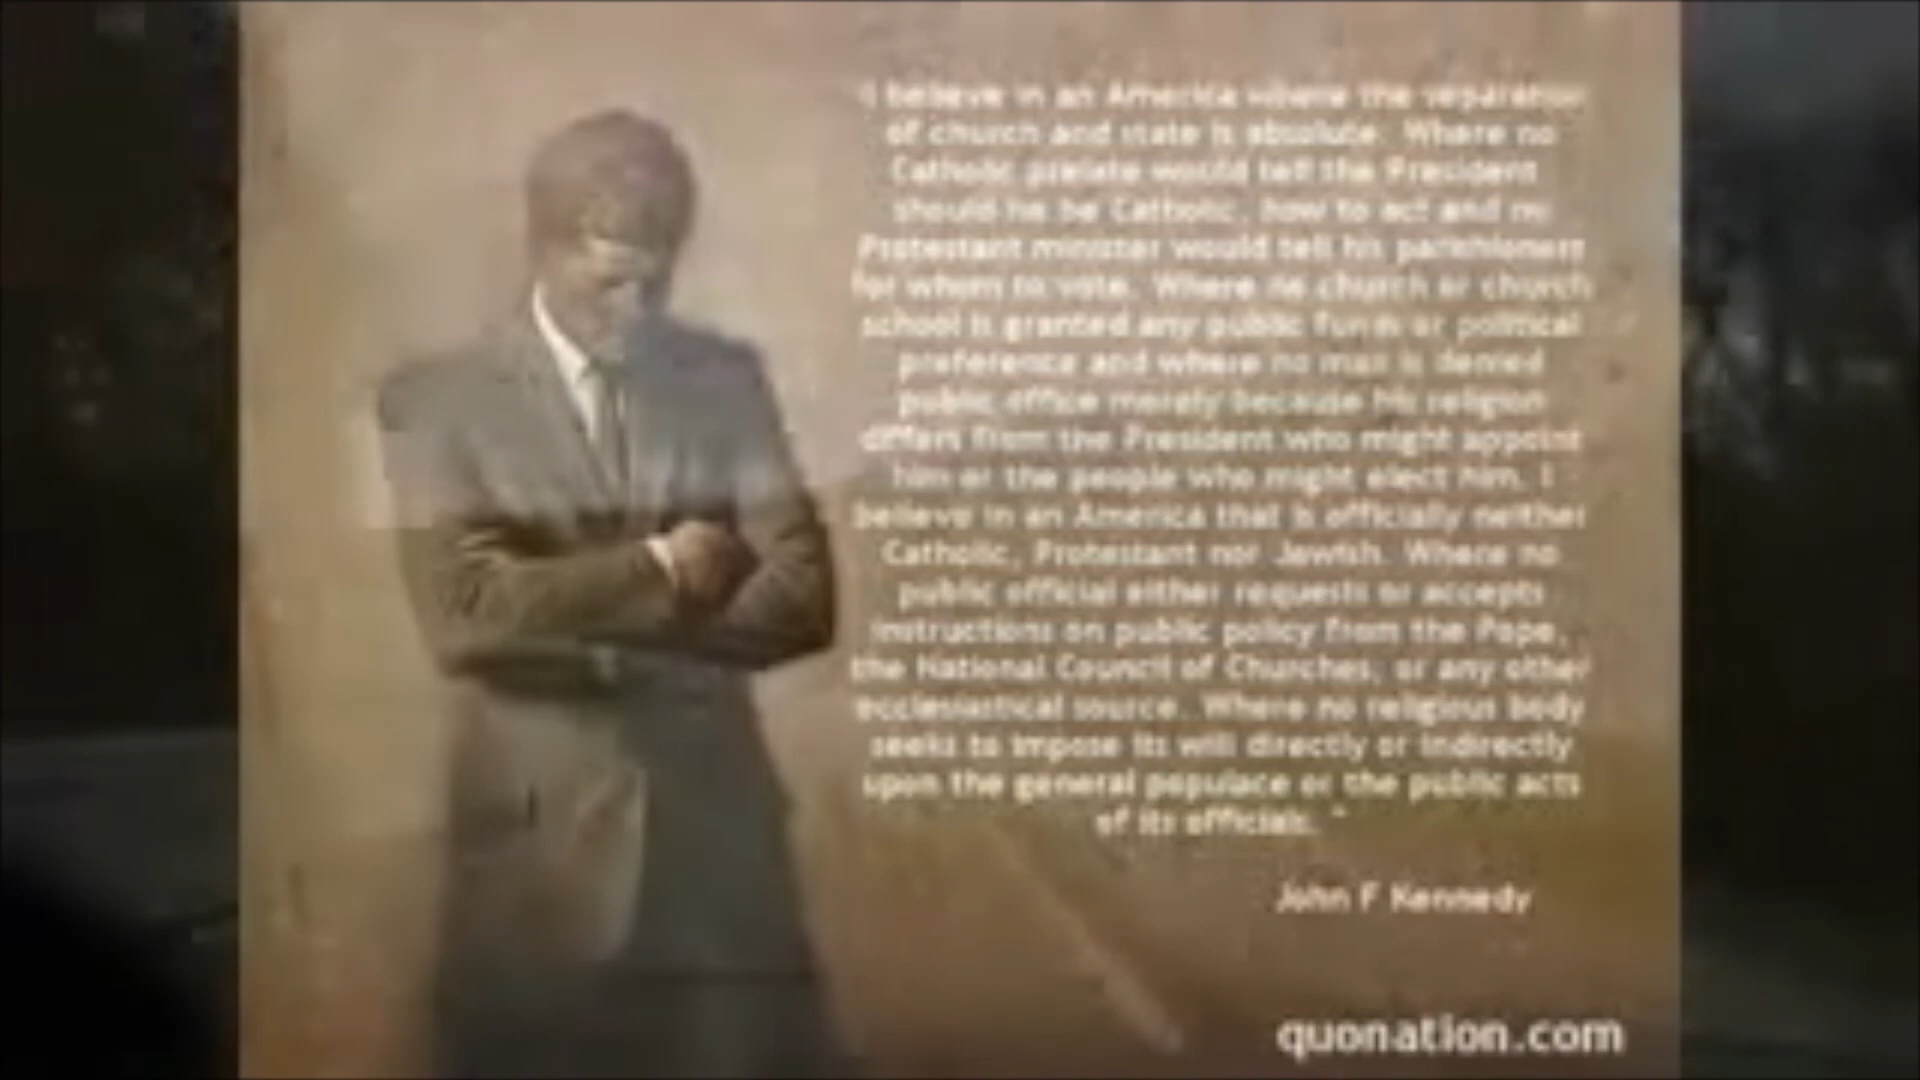 I believe in an America where the separation
of church and state is absolute. Where no
Catholic prelate would tell the President
should he be Catholic, how to act and no
Protestant minister would tell his parishioners
for whom to vote. Where no church or church
school is granted any public funds or political
preference and where no man is denied
public office merely because his religion
differs from the President who might appoint
him or the people who might elect him. I
believe in an America that is officially neither
Catholic, Protestant nor Jewish. Where no
public official either requests or accepts
instructions on public policy from the Pope,
the National Council of Churches, or any other
ecclesiastical source. Where no religious body
seeks to impose its will directly or indirectly
upon the general populace or the public acts
of its officials. "
John F Kennedy
quonation.com